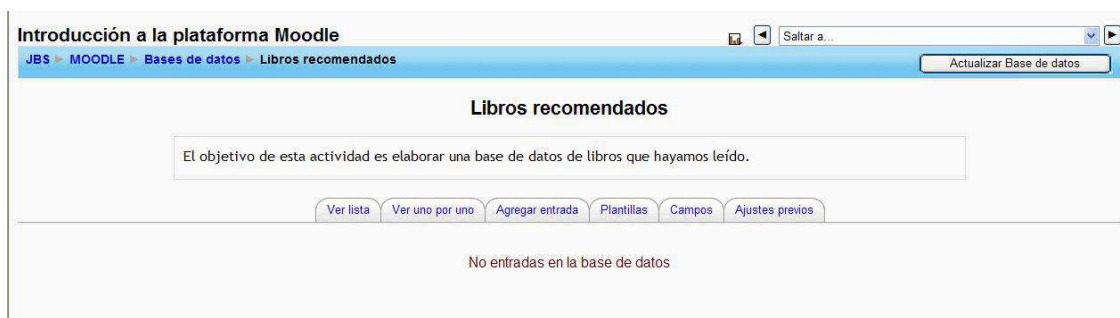 Introducción a la plataforma Moodle
Saltar a...
JBS ► MOODLE ► Bases de datos ► Libros recomendados
Actualizar Base de datos
Libros recomendados
El objetivo de esta actividad es elaborar una base de datos de libros que hayamos leído.
Ver lista Ver uno por uno Agregar entrada Plantillas Campos Ajustes previos
No entradas en la base de datos